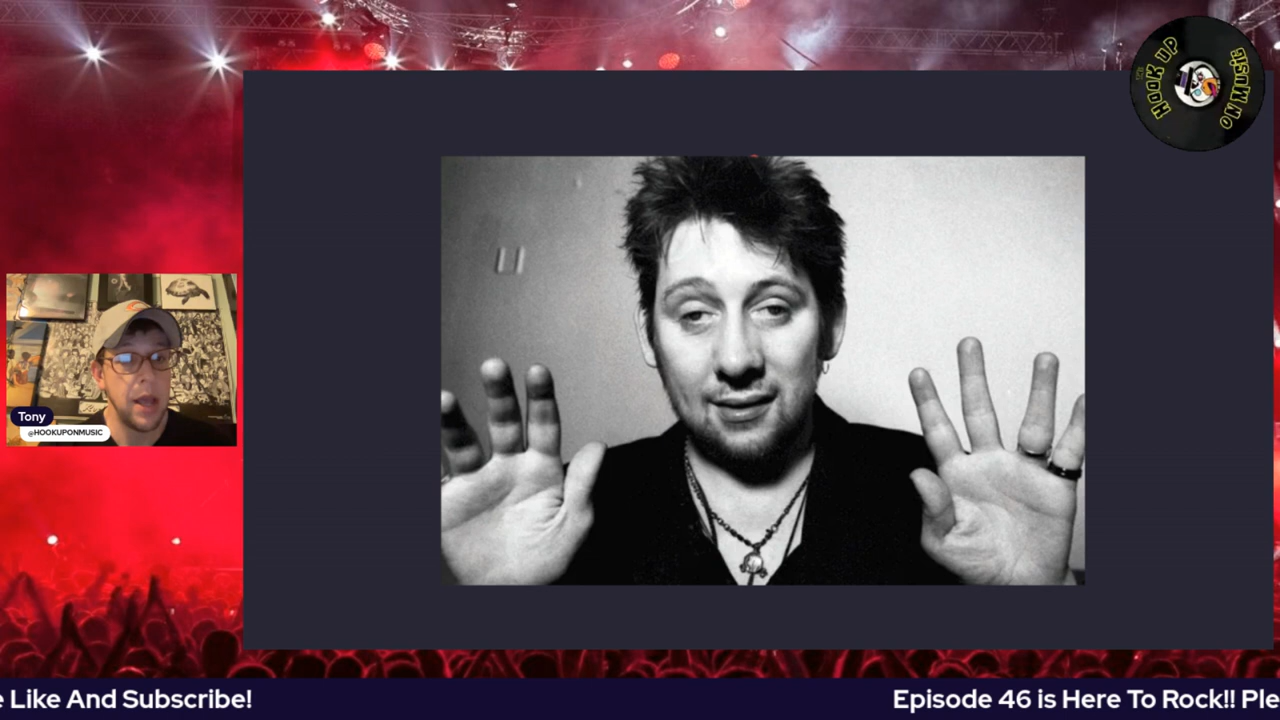 HOOK UP
ON MUSIC
Tony
@HOOKUPONMUSIC
e Like And Subscribe!
Episode 46 is Here To Rock!! Ple